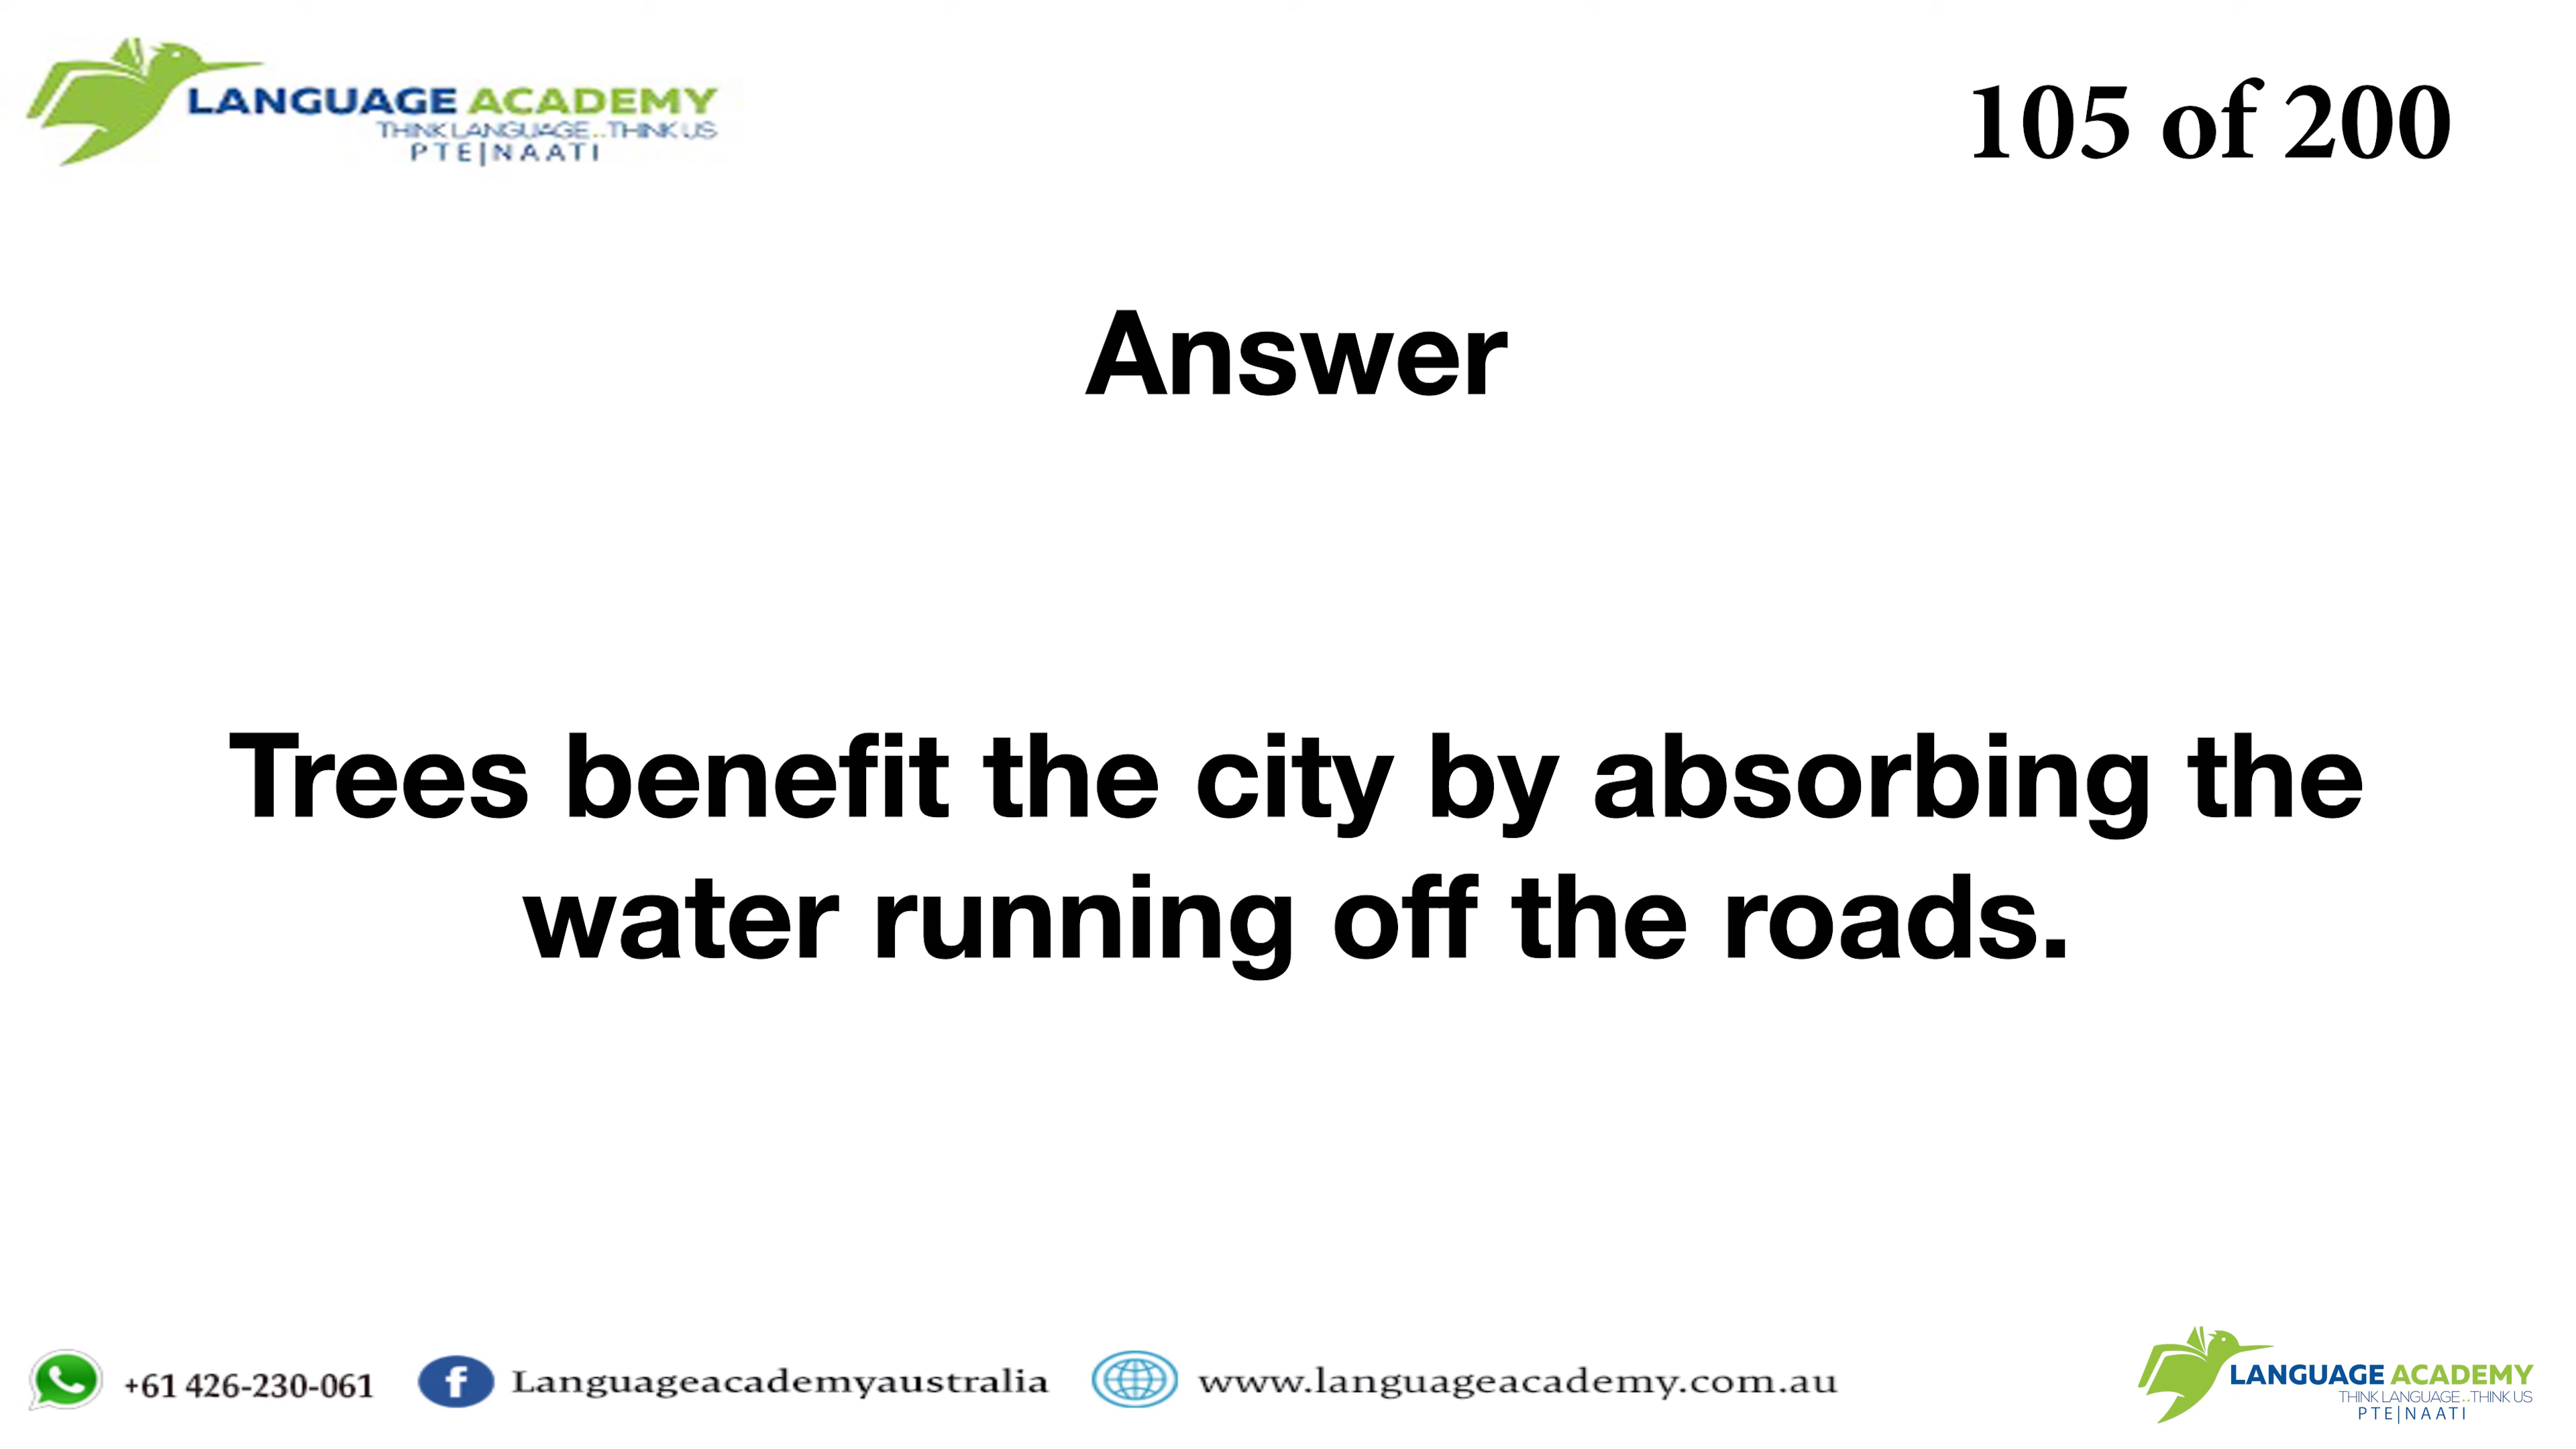 LANGUAGE ACADEMY
THINK LANGUAGE..THINK US
PTE|NAATI
105 of 200
Answer
Trees benefit the city by absorbing the
water running off the roads.
+61 426-230-061
Languageacademyaustralia
www.languageacademy.com.au
LANGUAGE ACADEMY
THINK LANGUAGE..THINK US
PTE|NAATI